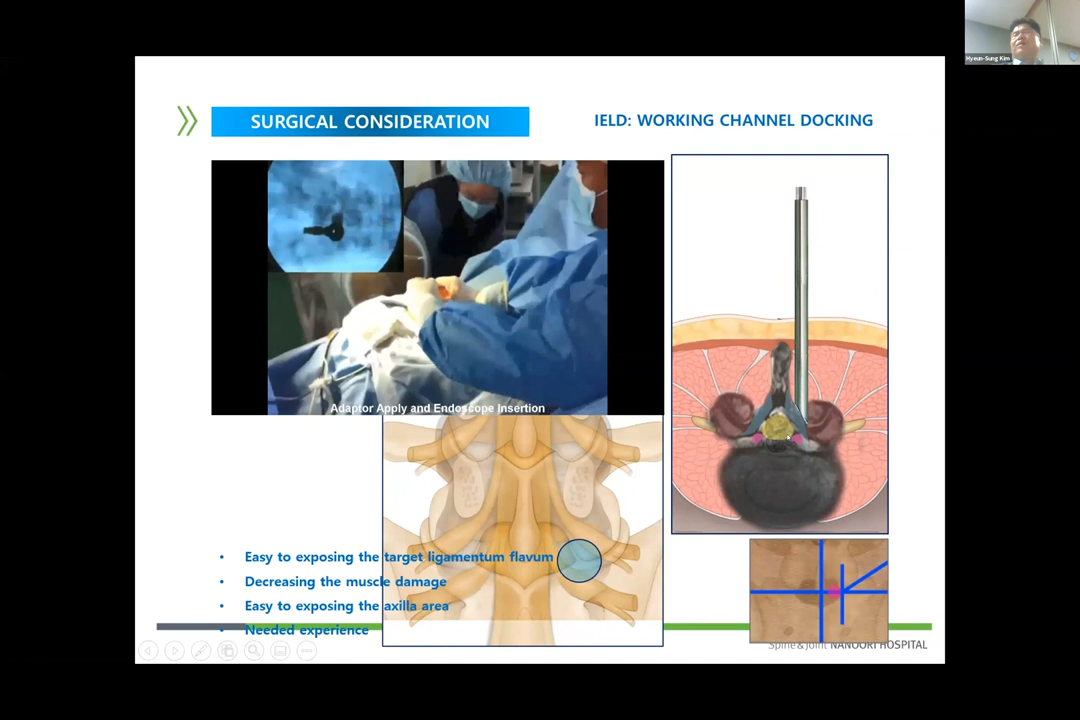 Hyeun-Sung Kim
SURGICAL CONSIDERATION
IELD: WORKING CHANNEL DOCKING
Adaptor Apply and Endoscope Insertion
• Easy to exposing the target ligamentum flavum
• Decreasing the muscle damage
• Easy to exposing the axilla area
• Needed experience
Spine & Joint NANOORI HOSPITAL